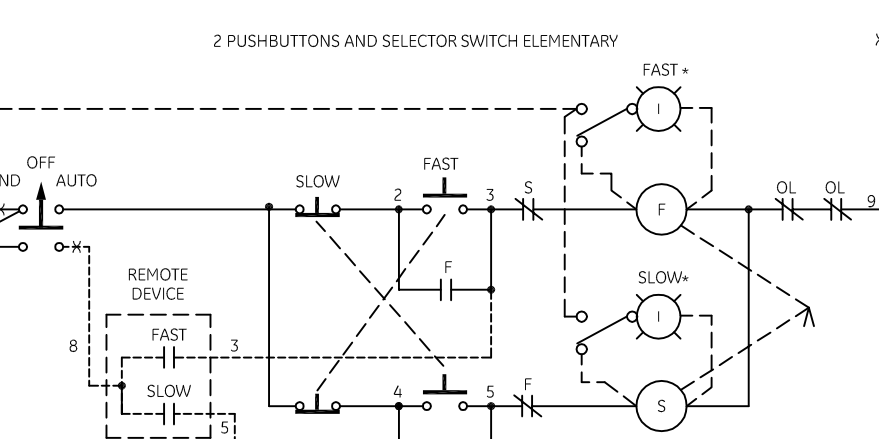 2 PUSHBUTTONS AND SELECTOR SWITCH ELEMENTARY
FAST *
I
OFF
ND AUTO
SLOW
FAST
2
3
S
F
OL
OL
9
F
SLOW*
I
REMOTE
DEVICE
FAST
8
3
SLOW
5
4
5
F
S